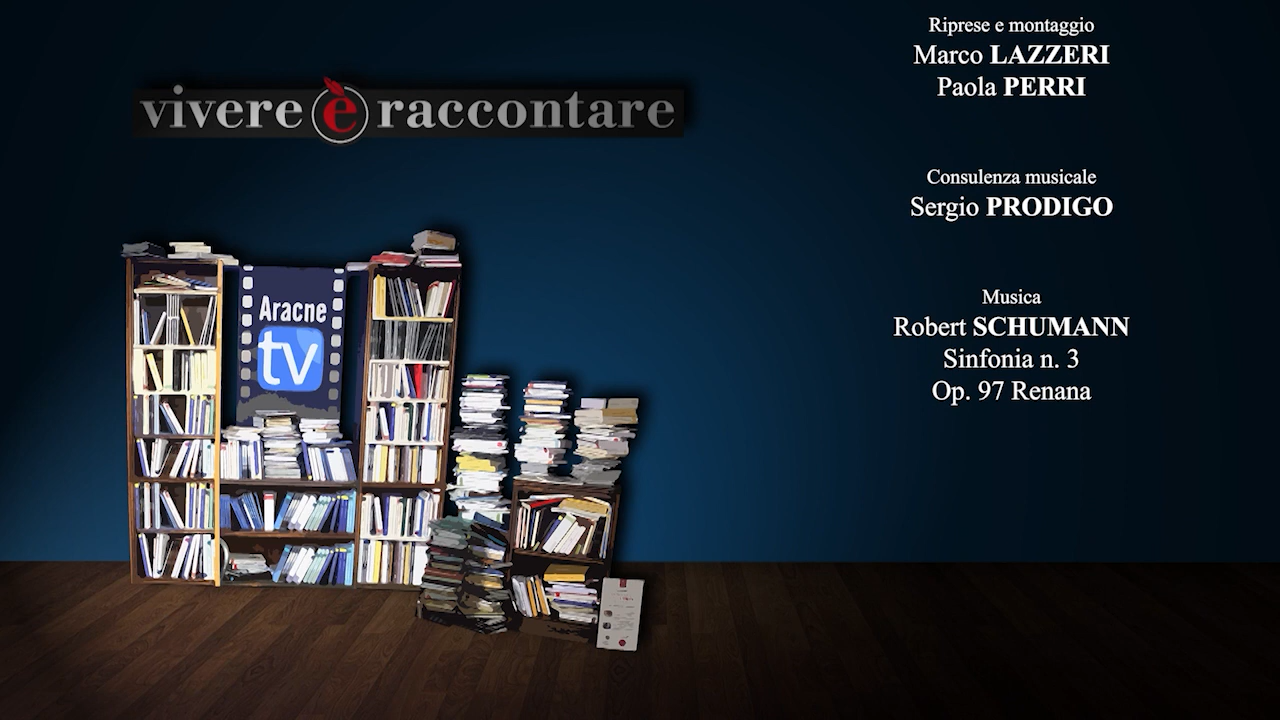 vivere è raccontare
Aracne
tv
Riprese e montaggio
Marco LAZZERI
Paola PERRI
Consulenza musicale
Sergio PRODIGO
Musica
Robert SCHUMANN
Sinfonia n. 3
Op. 97 Renana